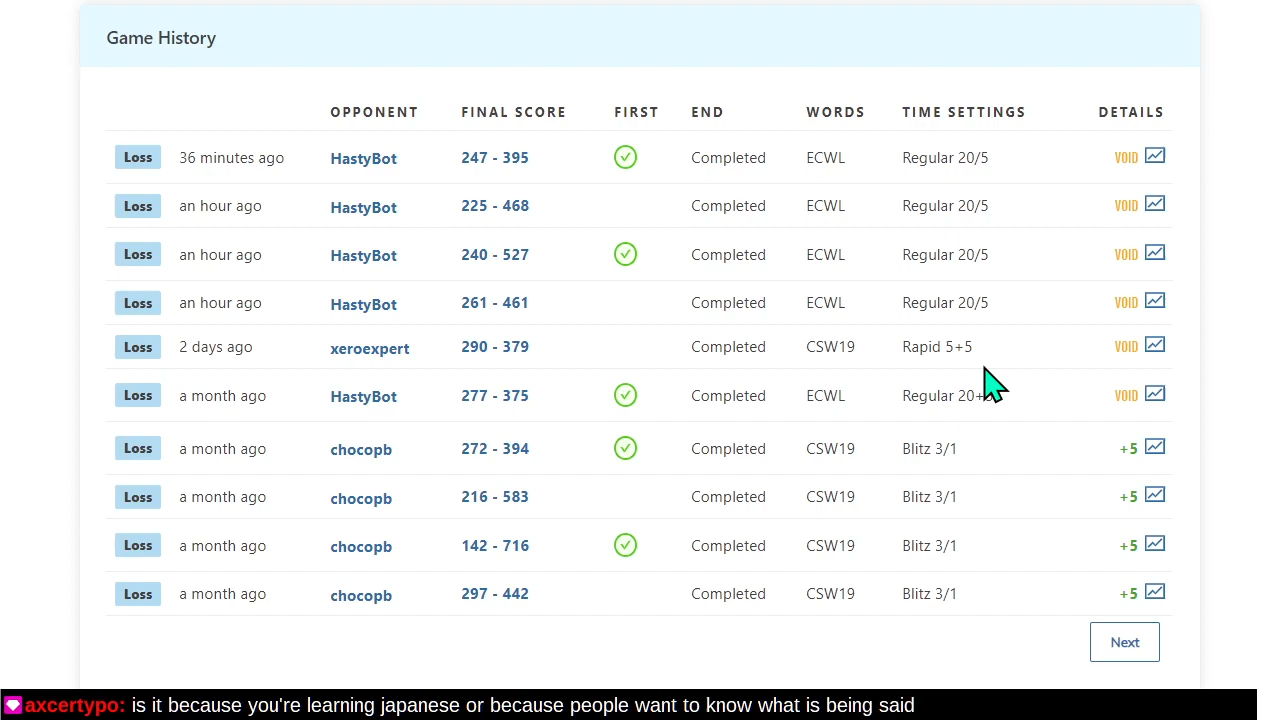 Game History
OPPONENT FINAL SCORE FIRST END WORDS TIME SETTINGS DETAILS
Loss 36 minutes ago HastyBot 247 - 395 Completed ECWL Regular 20/5 VOID
Loss an hour ago HastyBot 225 - 468 Completed ECWL Regular 20/5 VOID
Loss an hour ago HastyBot 240 - 527 Completed ECWL Regular 20/5 VOID
Loss an hour ago HastyBot 261 - 461 Completed ECWL Regular 20/5 VOID
Loss 2 days ago xeroexpert 290 - 379 Completed CSW19 Rapid 5+5 VOID
Loss a month ago HastyBot 277 - 375 Completed ECWL Regular VOID
Loss a month ago chocopb 272 - 394 Completed CSW19 Blitz 3/1 +5
Loss a month ago chocopb 216 - 583 Completed CSW19 Blitz 3/1 +5
Loss a month ago chocopb 142 - 716 Completed CSW19 Blitz 3/1 +5
Loss a month ago chocopb 297 - 442 Completed CSW19 Blitz 3/1 +5
Next
axcertypo: is it because you're learning japanese or because people want to know what is being said